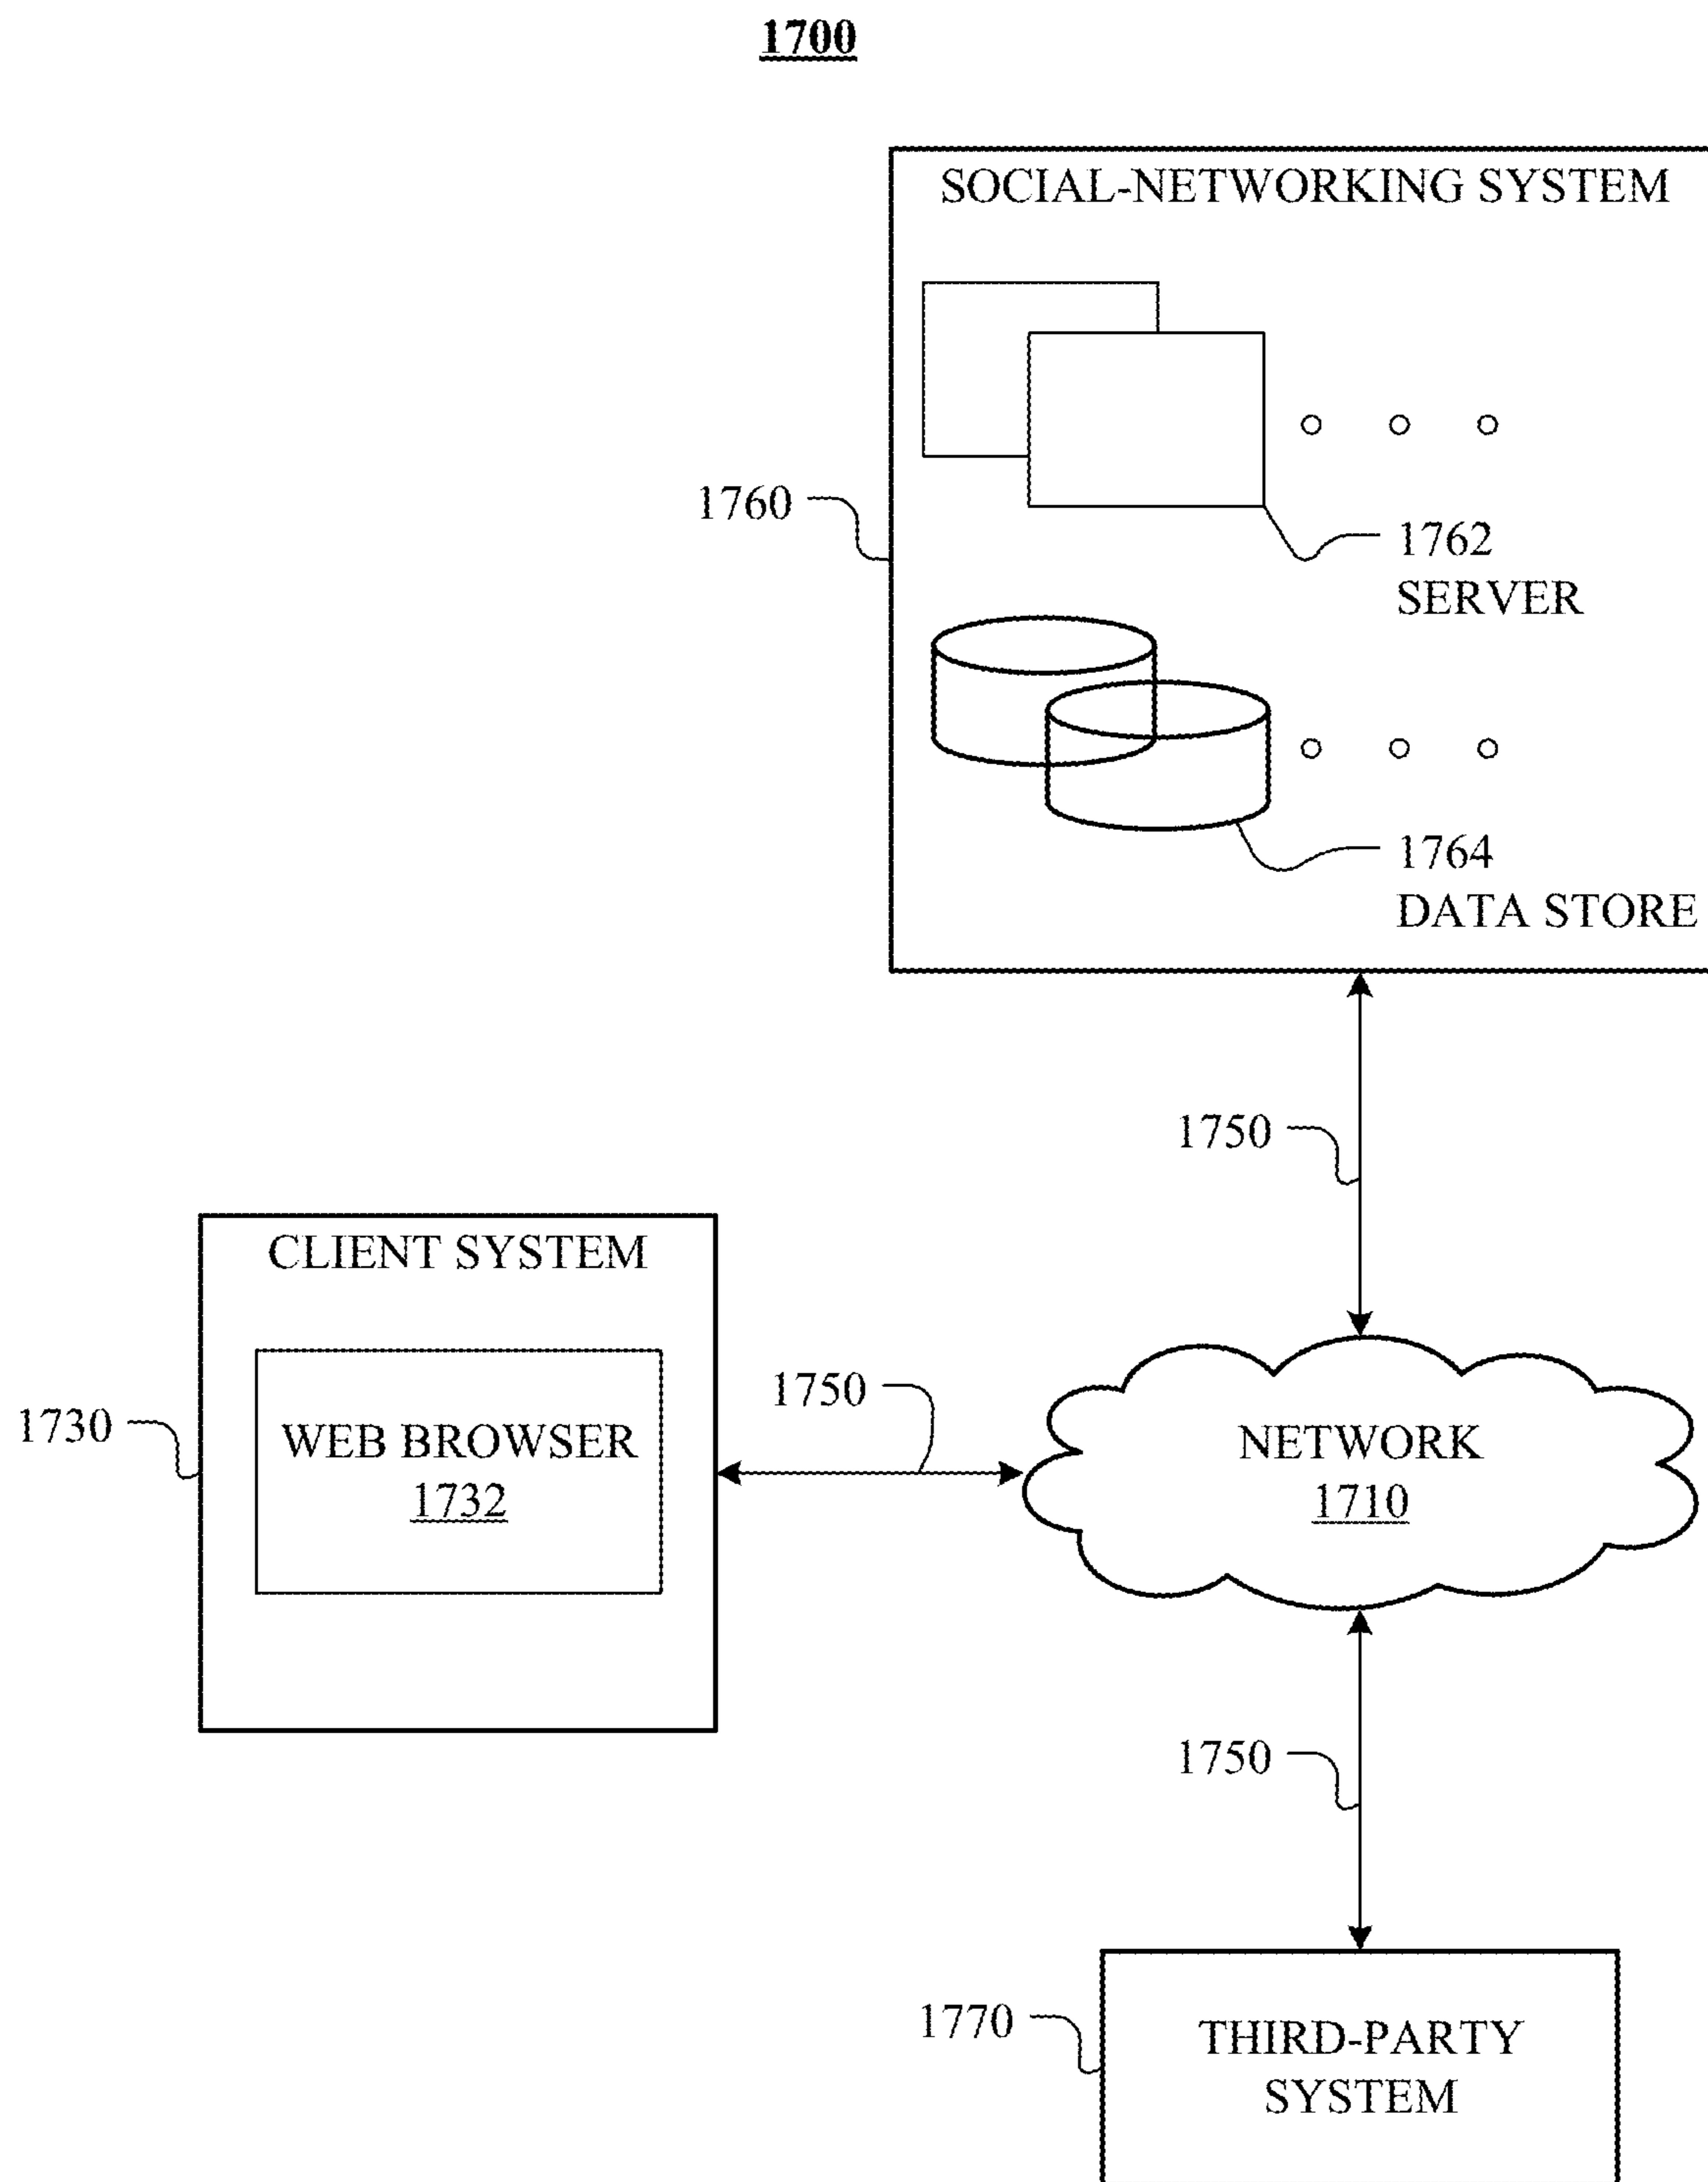 1700
SOCIAL-NETWORKING SYSTEM
1760
1762
SERVER
1764
DATA STORE
1750
CLIENT SYSTEM
1730
WEB BROWSER
1732
1750
NETWORK
1710
1750
1770
THIRD-PARTY
SYSTEM